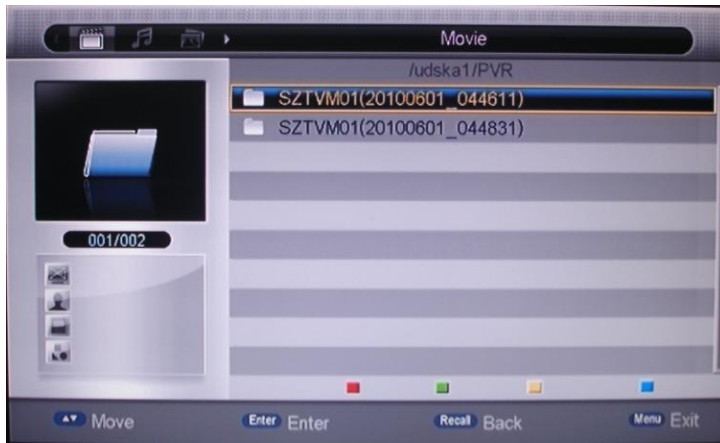 Movie
/udska1/PVR
SZTVM01(20100601_044611)
SZTVM01(20100601_044831)
001/002
Move
Enter Enter
Recall Back
Menu Exit